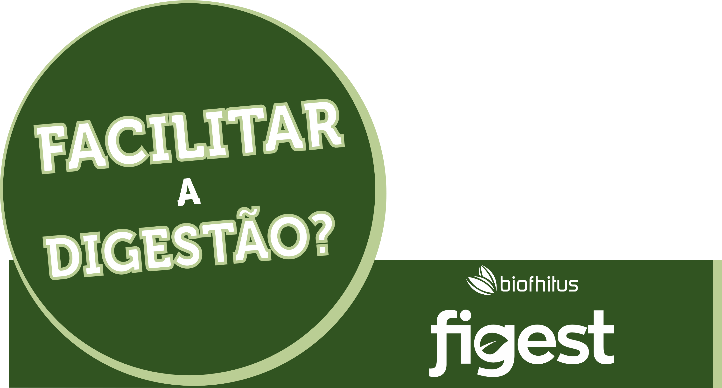 FACILITAR
A
DIGESTÃO?
biofhitus
figest